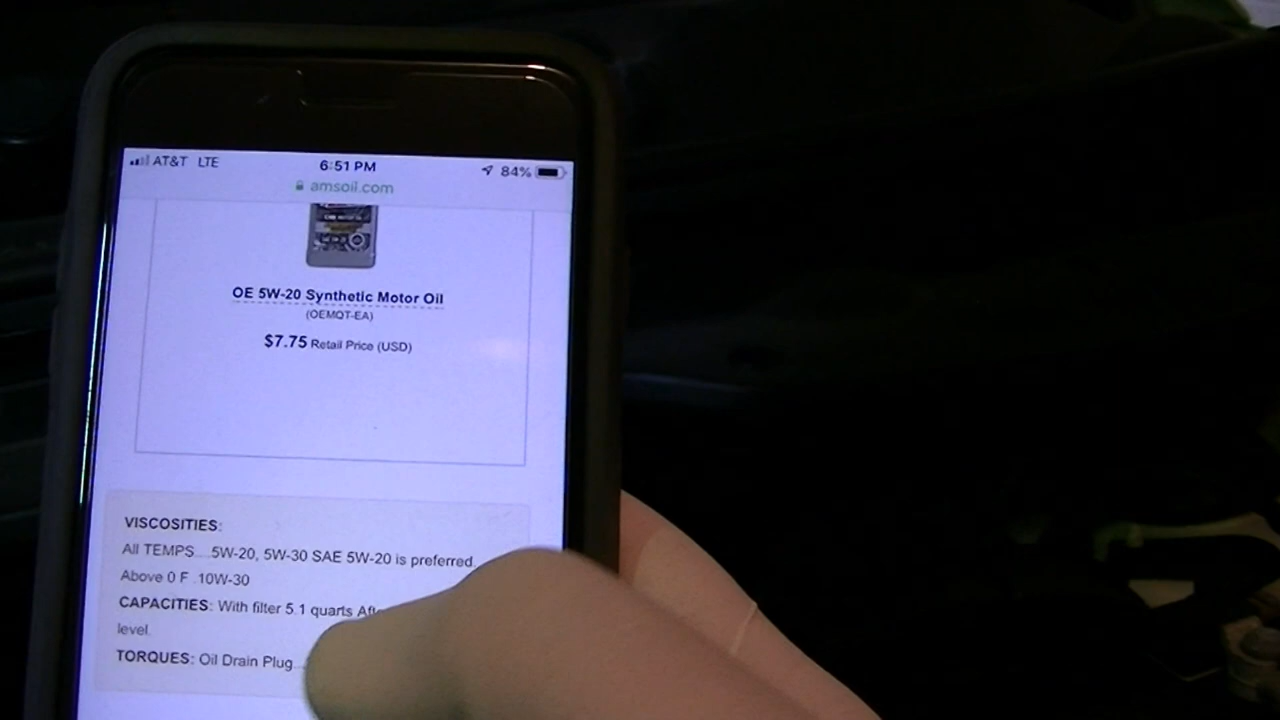 AT&T LTE 6:51 PM 84%
amsoil.com
OE 5W-20 Synthetic Motor Oil
(OEMQT-EA)
$7.75 Retail Price (USD)
VISCOSITIES:
All TEMPS...5W-20, 5W-30 SAE 5W-20 is preferred.
Above 0 F..10W-30
CAPACITIES: With filter 5.1 quarts
level.
TORQUES: Oil Drain Plug...